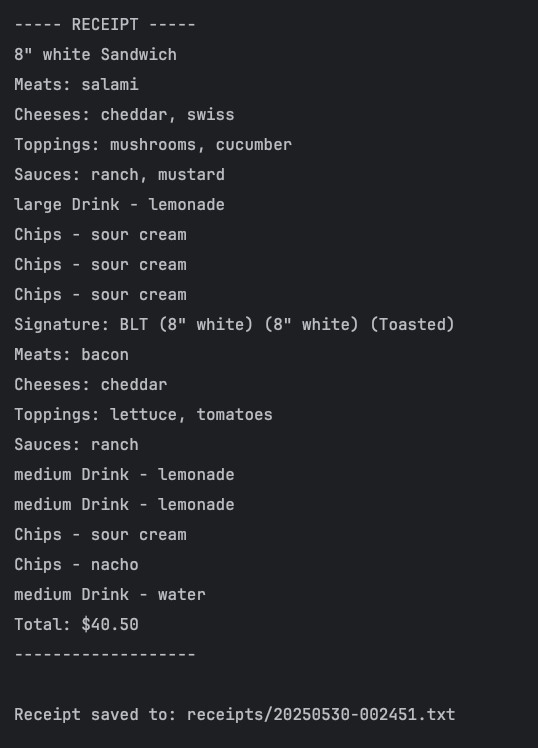 ----- RECEIPT -----
8" white Sandwich
Meats: salami
Cheeses: cheddar, swiss
Toppings: mushrooms, cucumber
Sauces: ranch, mustard
large Drink - lemonade
Chips - sour cream
Chips - sour cream
Chips - sour cream
Signature: BLT (8" white) (8" white) (Toasted)
Meats: bacon
Cheeses: cheddar
Toppings: lettuce, tomatoes
Sauces: ranch
medium Drink - lemonade
medium Drink - lemonade
Chips - sour cream
Chips - nacho
medium Drink - water
Total: $40.50
-------------------
Receipt saved to: receipts/20250530-002451.txt